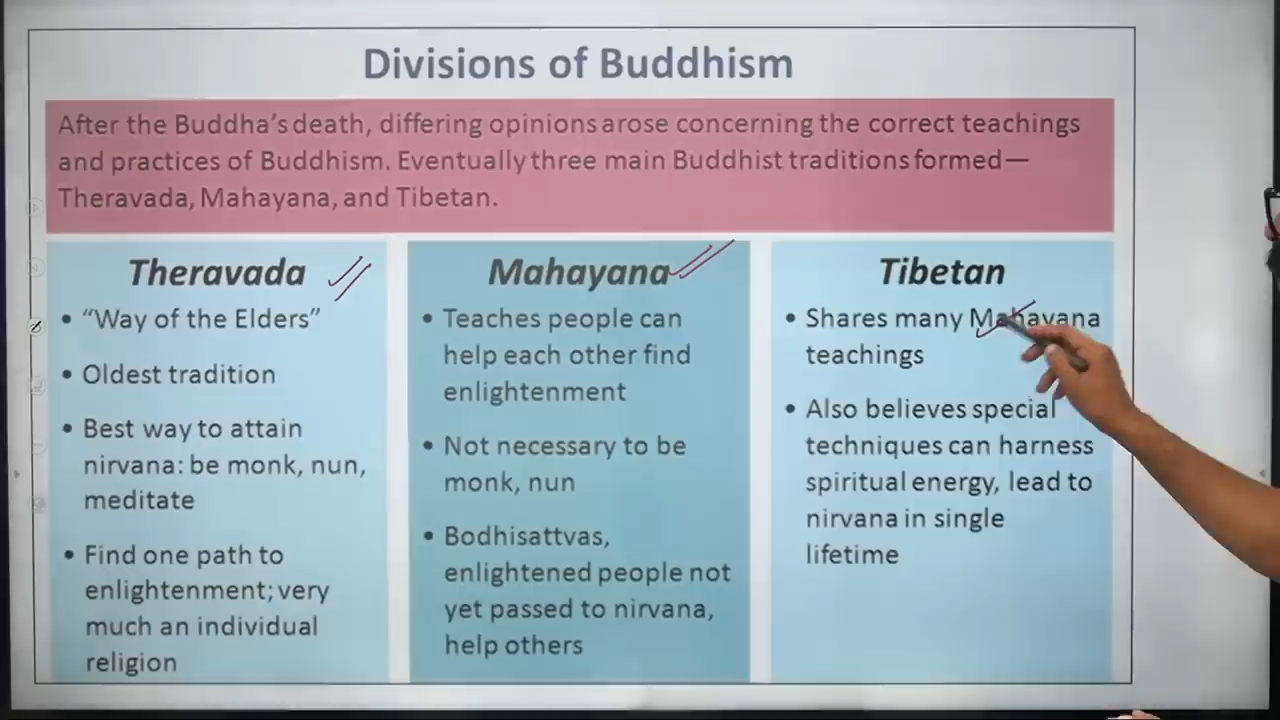 Divisions of Buddhism
After the Buddha's death, differing opinions arose concerning the correct teachings
and practices of Buddhism. Eventually three main Buddhist traditions formed—
Theravada, Mahayana, and Tibetan.
Theravada
• "Way of the Elders"
• Oldest tradition
• Best way to attain
nirvana: be monk, nun,
meditate
• Find one path to
enlightenment; very
much an individual
religion
Mahayana
• Teaches people can
help each other find
enlightenment
• Not necessary to be
monk, nun
• Bodhisattvas,
enlightened people not
yet passed to nirvana,
help others
Tibetan
• Shares many Mahayana
teachings
• Also believes special
techniques can harness
spiritual energy, lead to
nirvana in single
lifetime